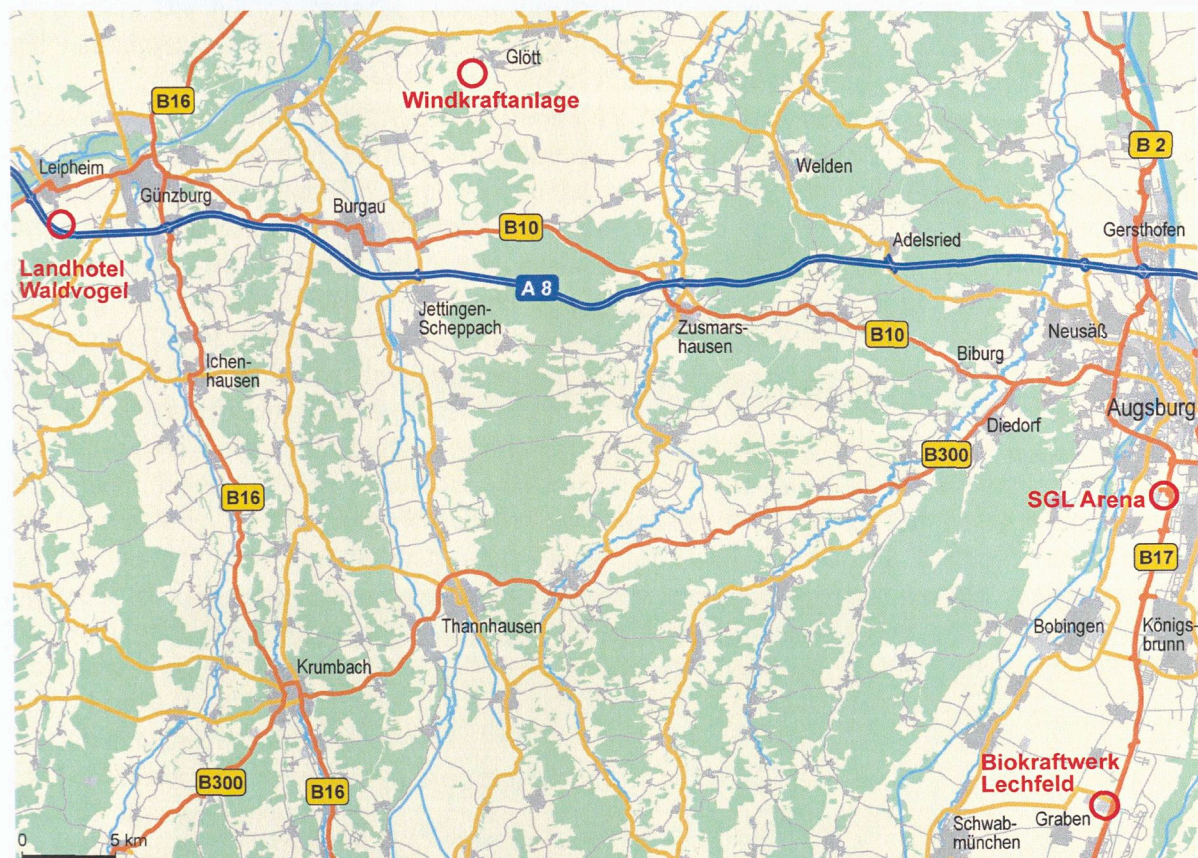 Glött
Windkraftanlage
B16
B 2
Leipheim
Welden
Günzburg
Burgau
B10
Adelsried
Gersthofen
Landhotel
Waldvogel
A 8
Jettingen-
Scheppach
Zusmars-
hausen
B10
Neusäß
Biburg
Ichen-
hausen
Augsburg
Diedorf
B300
B16
SGL Arena
B17
Thannhausen
Bobingen
Königs-
brunn
Krumbach
Biokraftwerk
Lechfeld
B300
B16
Graben
Schwab-
münchen
0
5 km